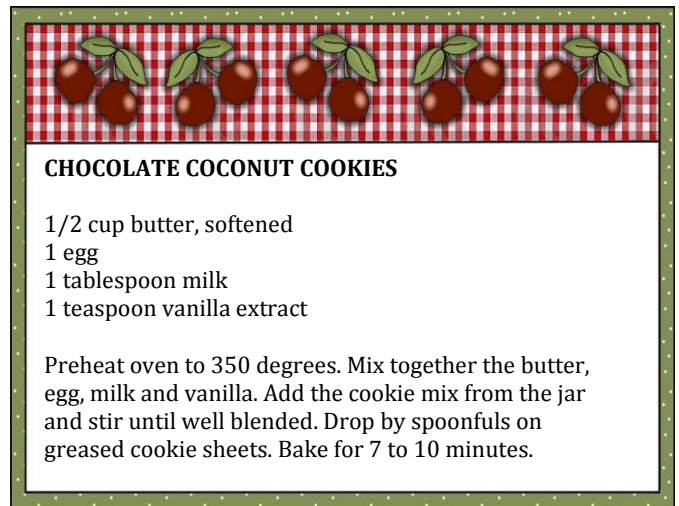 CHOCOLATE COCONUT COOKIES
1/2 cup butter, softened
1 egg
1 tablespoon milk
1 teaspoon vanilla extract
Preheat oven to 350 degrees. Mix together the butter,
egg, milk and vanilla. Add the cookie mix from the jar
and stir until well blended. Drop by spoonfuls on
greased cookie sheets. Bake for 7 to 10 minutes.